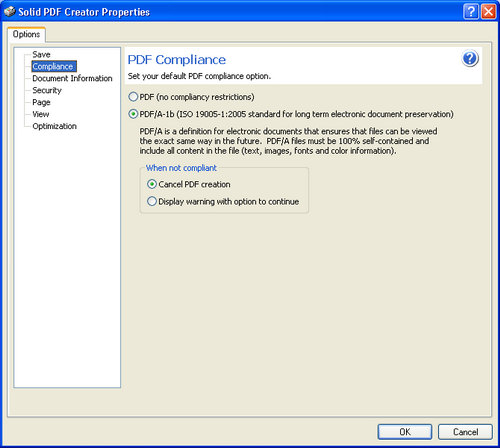 Solid PDF Creator Properties
Options
Save
Compliance
Document Information
Security
Page
View
Optimization
PDF Compliance
Set your default PDF compliance option.
PDF (no compliancy restrictions)
PDF/A-1b (ISO 19005-1:2005 standard for long term electronic document preservation)
PDF/A is a definition for electronic documents that ensures that files can be viewed
the exact same way in the future.  PDF/A files must be 100% self-contained and
include all content in the file (text, images, fonts and color information).
When not compliant
Cancel PDF creation
Display warning with option to continue
OK
Cancel